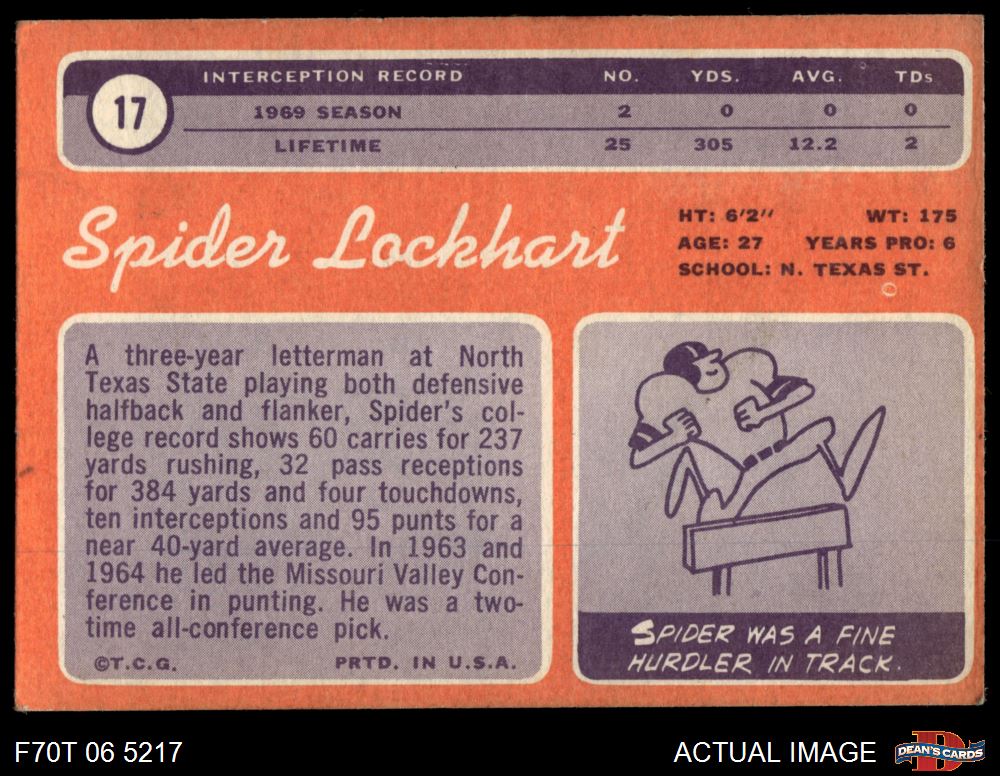 17
INTERCEPTION RECORD NO. YDS. AVG. TDs
1969 SEASON 2 0 0 0
LIFETIME 25 305 12.2 2
Spider Lockhart
HT: 6'2" WT: 175
AGE: 27 YEARS PRO: 6
SCHOOL: N. TEXAS ST.
A three-year letterman at North
Texas State playing both defensive
halfback and flanker, Spider's col-
lege record shows 60 carries for 237
yards rushing, 32 pass receptions
for 384 yards and four touchdowns,
ten interceptions and 95 punts for a
near 40-yard average. In 1963 and
1964 he led the Missouri Valley Con-
ference in punting. He was a two-
time all-conference pick.
©T.C.G. PRTD. IN U.S.A.
SPIDER WAS A FINE
HURDLER IN TRACK.
F70T 06 5217
ACTUAL IMAGE
D
DEAN'S CARDS